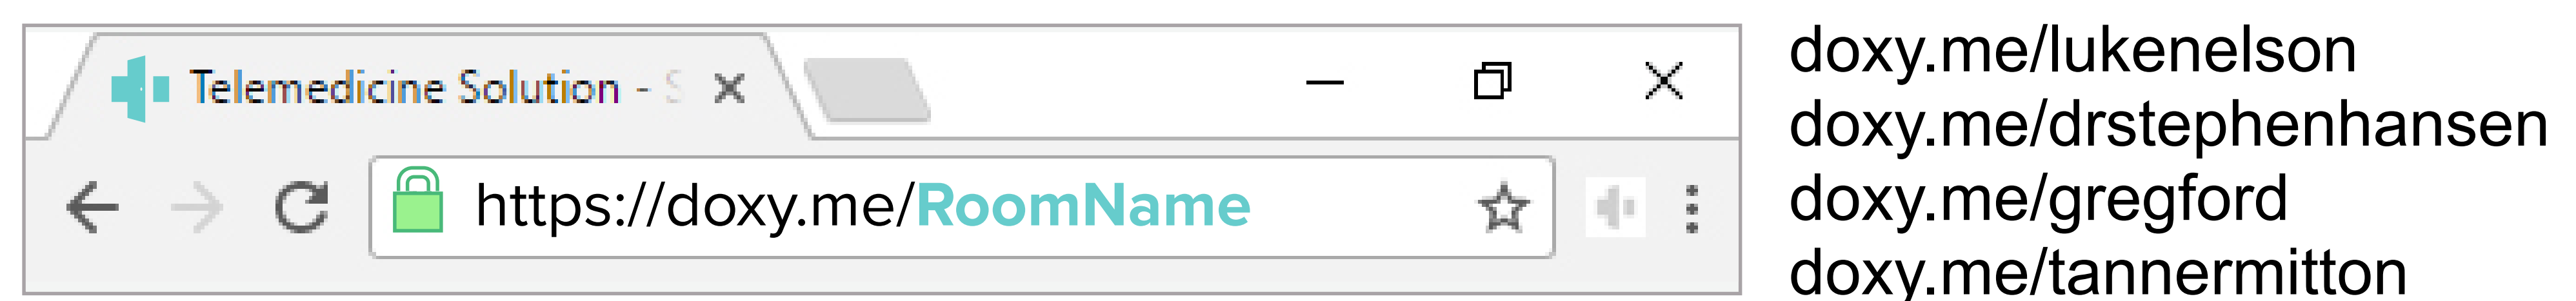 Telemedicine Solution - S
https://doxy.me/RoomName
doxy.me/lukenelson
doxy.me/drstephenhansen
doxy.me/gregford
doxy.me/tannermitton